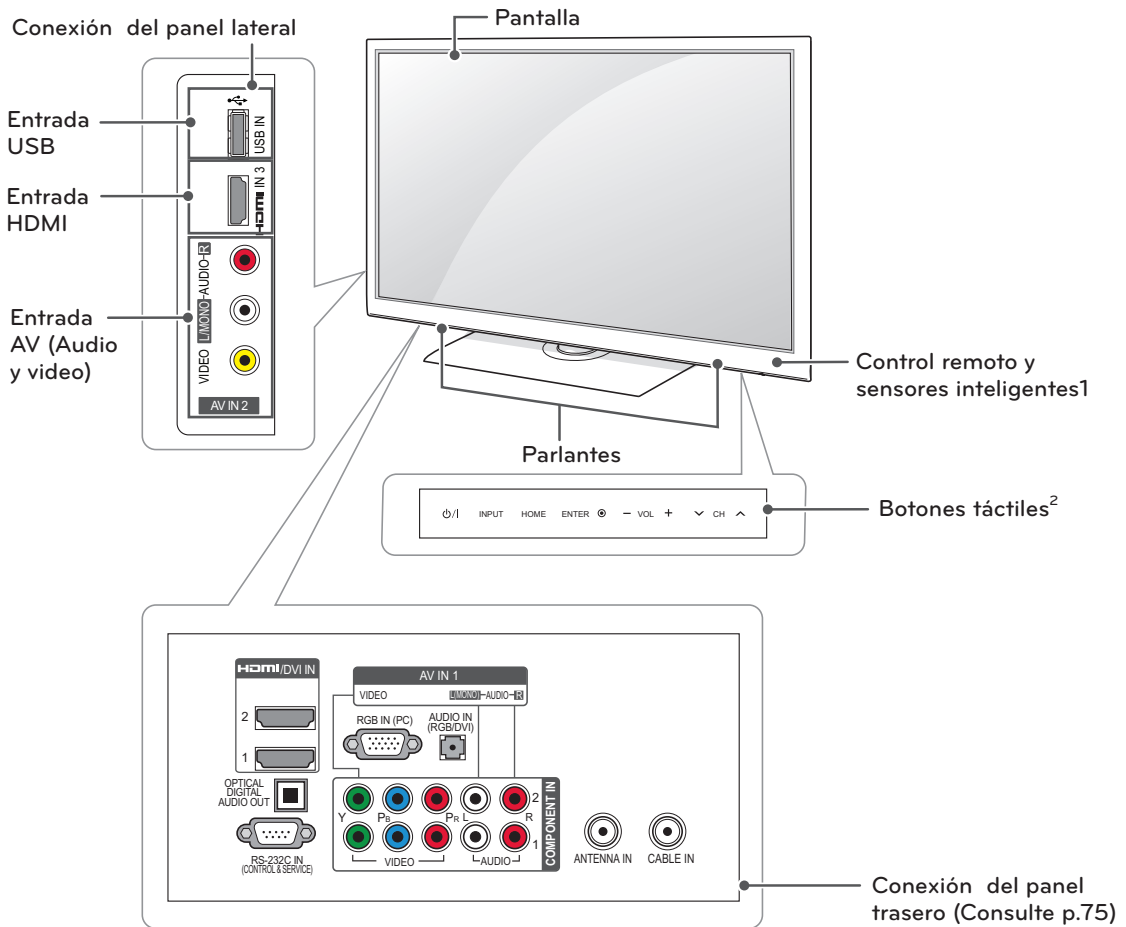 Conexión del panel lateral
Pantalla
Entrada
USB
USB IN
Entrada
HDMI
HDMI IN 3
Entrada
AV (Audio
y video)
VIDEO L/MONO AUDIO R
AV IN 2
Control remoto y
sensores inteligentes1
Parlantes
⏻/I INPUT HOME ENTER ⦿ - VOL + CH
Botones táctiles²
HDMI/DVI IN
2
1
AV IN 1
VIDEO L(MONO) AUDIO R
RGB IN (PC)
AUDIO IN
(RGB/DVI)
OPTICAL
DIGITAL
AUDIO OUT
RS-232C IN
(CONTROL & SERVICE)
2
Y PB PR L R
1
VIDEO AUDIO
COMPONENT IN
ANTENNA IN
CABLE IN
Conexión del panel
trasero (Consulte p.75)